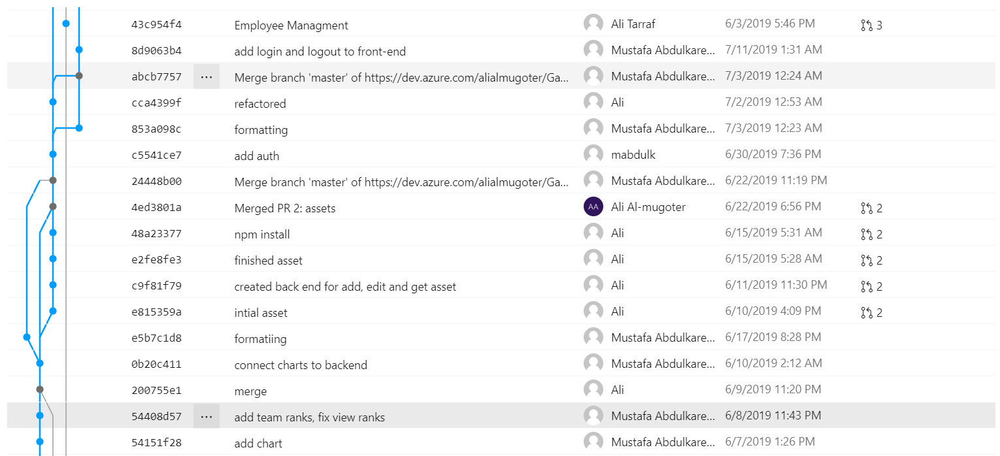 43c954f4 Employee Managment Ali Tarraf 6/3/2019 5:46 PM 3
8d9063b4 add login and logout to front-end Mustafa Abdulkare... 7/11/2019 1:31 AM
abcb7757 ... Merge branch 'master' of https://dev.azure.com/alialmugoter/Ga... Mustafa Abdulkare... 7/3/2019 12:24 AM
cca4399f refactored Ali 7/2/2019 12:53 AM
853a098c formatting Mustafa Abdulkare... 7/3/2019 12:23 AM
c5541ce7 add auth mabdulk 6/30/2019 7:36 PM
24448b00 Merge branch 'master' of https://dev.azure.com/alialmugoter/Ga... Mustafa Abdulkare... 6/22/2019 11:19 PM
4ed3801a Merged PR 2: assets AA Ali Al-mugoter 6/22/2019 6:56 PM 2
48a23377 npm install Ali 6/15/2019 5:31 AM 2
e2fe8fe3 finished asset Ali 6/15/2019 5:28 AM 2
c9f81f79 created back end for add, edit and get asset Ali 6/11/2019 11:30 PM 2
e815359a intial asset Ali 6/10/2019 4:09 PM 2
e5b7c1d8 formatiing Mustafa Abdulkare... 6/17/2019 8:28 PM
0b20c411 connect charts to backend Mustafa Abdulkare... 6/10/2019 2:12 AM
200755e1 merge Ali 6/9/2019 11:20 PM
54408d57 ... add team ranks, fix view ranks Mustafa Abdulkare... 6/8/2019 11:43 PM
54151f28 add chart Mustafa Abdulkare... 6/7/2019 1:26 PM